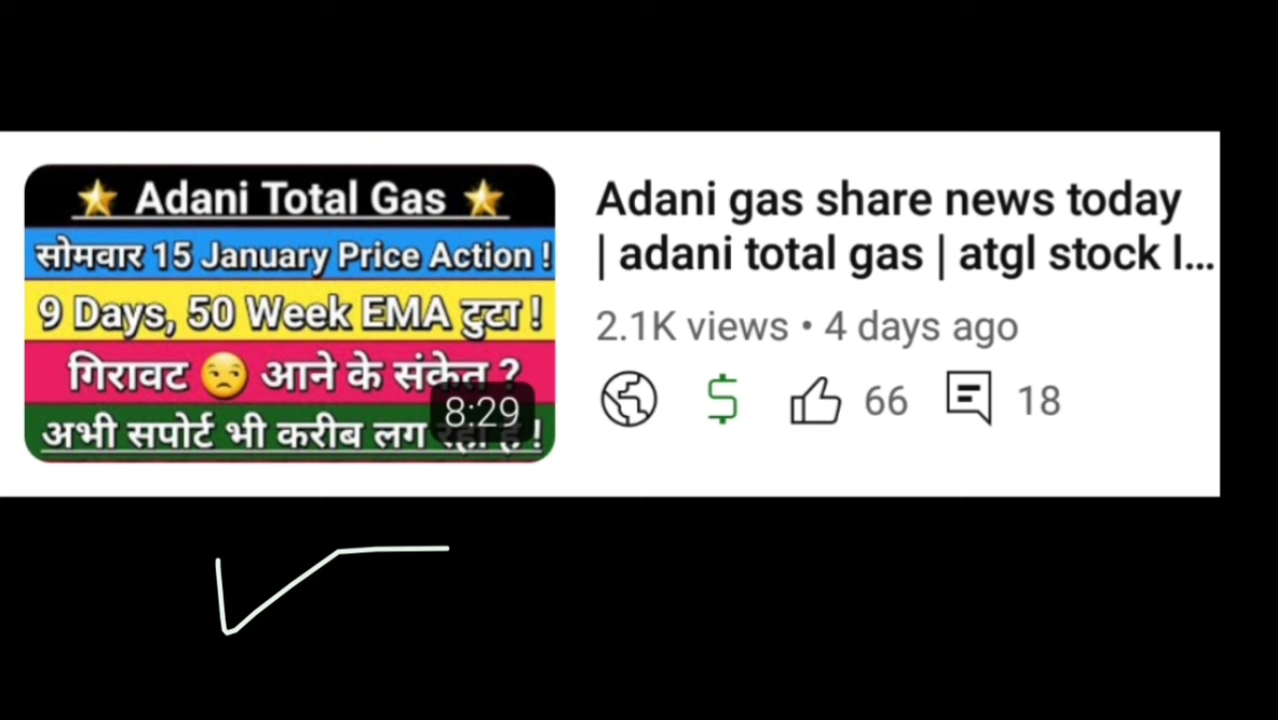 Adani Total Gas
सोमवार 15 January Price Action !
9 Days, 50 Week EMA टुटा !
गिरावट आने के संकेत ?
अभी सपोर्ट भी करीब लग रहा है !
8:29
Adani gas share news today
| adani total gas | atgl stock l...
2.1K views • 4 days ago
66 18